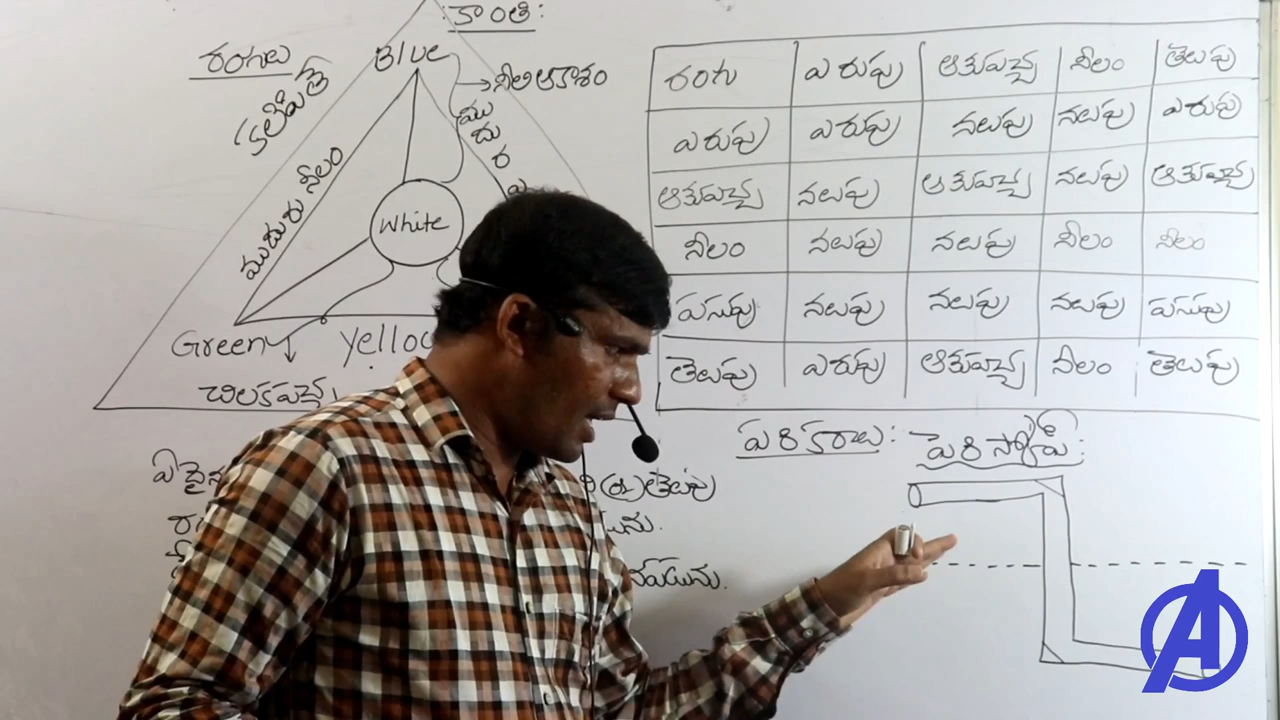 కాంతి :
రంగులు
(కలిపితే
Blue
→ నీలి ఆకాశం
ముదురు నీలం
ముదురు
White
Green
Yello
చిలకపచ్చ
రంగు ఎరుపు ఆకుపచ్చ నీలం తెలుపు
ఎరుపు ఎరుపు నలుపు నలుపు ఎరుపు
ఆకుపచ్చ నలుపు ఆకుపచ్చ నలుపు ఆకుపచ్చ
నీలం నలుపు నలుపు నీలం నీలం
పసుపు నలుపు నలుపు నలుపు పసుపు
తెలుపు ఎరుపు ఆకుపచ్చ నీలం తెలుపు
పరికరాలు : పెరిస్కోప్ :
(లేదా) తెలుపు